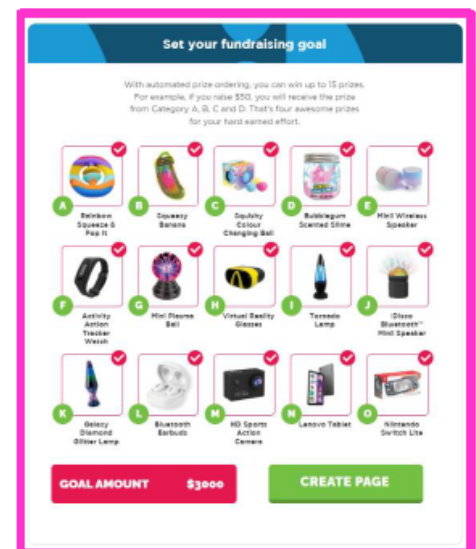 Set your fundraising goal
With automated prize ordering, you can win up to 15 prizes.
For example, if you raise $50, you will receive the prize
from Category A, B, C and D. That's four awesome prizes
for your hard earned effort.
A
B
C
D
E
Rainbow
Squeeze &
Pop It
Squeezy
Banana
Squishy
Colour
Changing Ball
Bubblegum
Scented Slime
Mini Wireless
Speaker
F
G
H
I
J
Activity
Action
Tracker
Watch
Mini Plasma
Ball
Virtual Reality
Glasses
Tornado
Lamp
iDisco
Bluetooth™
Mini Speaker
K
L
M
N
O
Galaxy
Diamond
Glitter Lamp
Bluetooth
Earbuds
HD Sports
Action
Camera
Lenovo Tablet
Nintendo
Switch Lite
GOAL AMOUNT $3000
CREATE PAGE